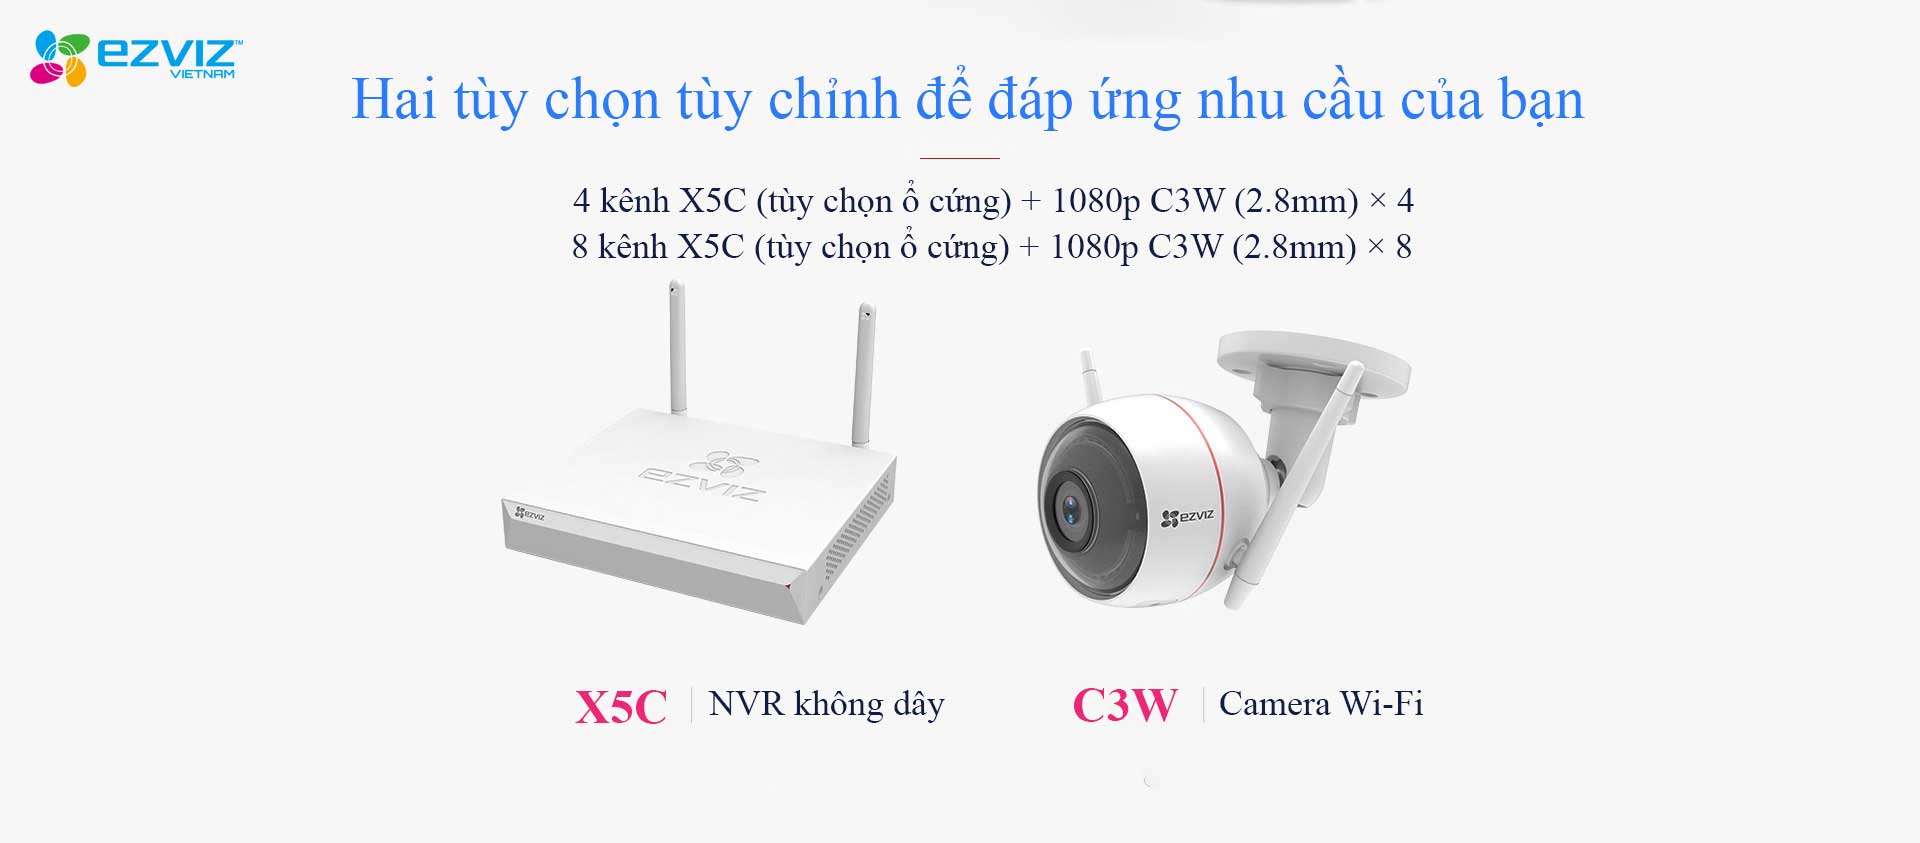 ezviz™
VIETNAM
Hai tùy chọn tùy chỉnh để đáp ứng nhu cầu của bạn
4 kênh X5C (tùy chọn ổ cứng) + 1080p C3W (2.8mm) × 4
8 kênh X5C (tùy chọn ổ cứng) + 1080p C3W (2.8mm) × 8
ezviz
ezviz
ezviz
X5C | NVR không dây
C3W | Camera Wi-Fi